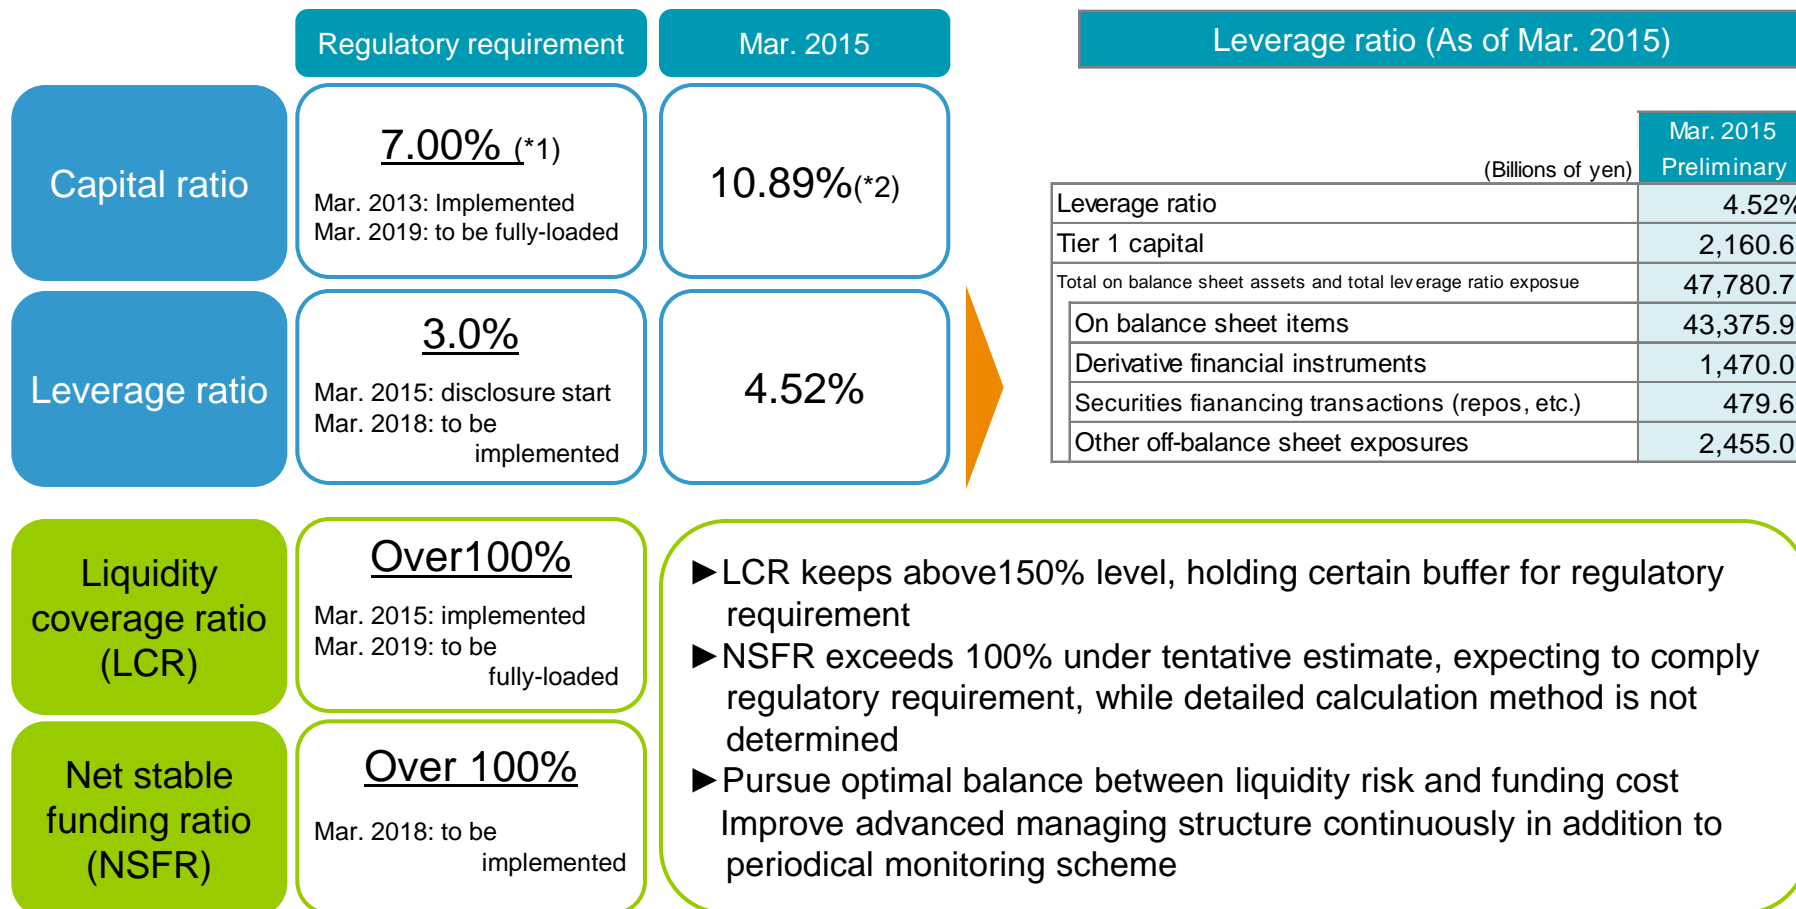 Regulatory requirement
Mar. 2015
Capital ratio
7.00% (*1)
Mar. 2013: Implemented
Mar. 2019: to be fully-loaded
10.89%(*2)
Leverage ratio
3.0%
Mar. 2015: disclosure start
Mar. 2018: to be
implemented
4.52%
Leverage ratio (As of Mar. 2015)
Mar. 2015
(Billions of yen) Preliminary
Leverage ratio 4.52%
Tier 1 capital 2,160.6
Total on balance sheet assets and total leverage ratio exposue 47,780.7
On balance sheet items 43,375.9
Derivative financial instruments 1,470.0
Securities fianancing transactions (repos, etc.) 479.6
Other off-balance sheet exposures 2,455.0
Liquidity
coverage ratio
(LCR)
Over100%
Mar. 2015: implemented
Mar. 2019: to be
fully-loaded
Net stable
funding ratio
(NSFR)
Over 100%
Mar. 2018: to be
implemented
►LCR keeps above150% level, holding certain buffer for regulatory
requirement
►NSFR exceeds 100% under tentative estimate, expecting to comply
regulatory requirement, while detailed calculation method is not
determined
►Pursue optimal balance between liquidity risk and funding cost
Improve advanced managing structure continuously in addition to
periodical monitoring scheme